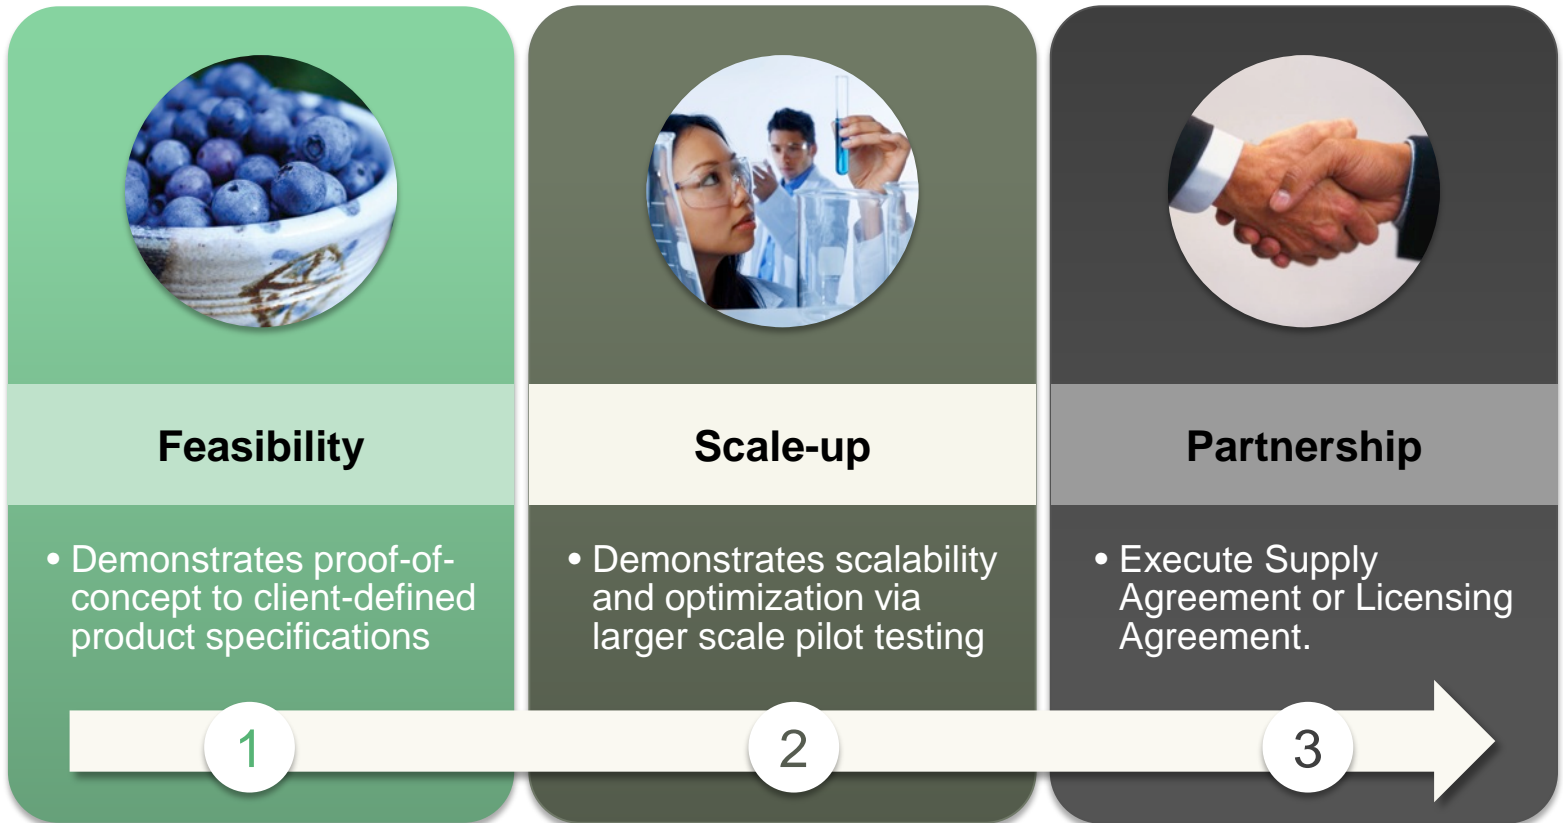 Feasibility
• Demonstrates proof-of-
concept to client-defined
product specifications
1
Scale-up
• Demonstrates scalability
and optimization via
larger scale pilot testing
2
Partnership
• Execute Supply
Agreement or Licensing
Agreement.
3